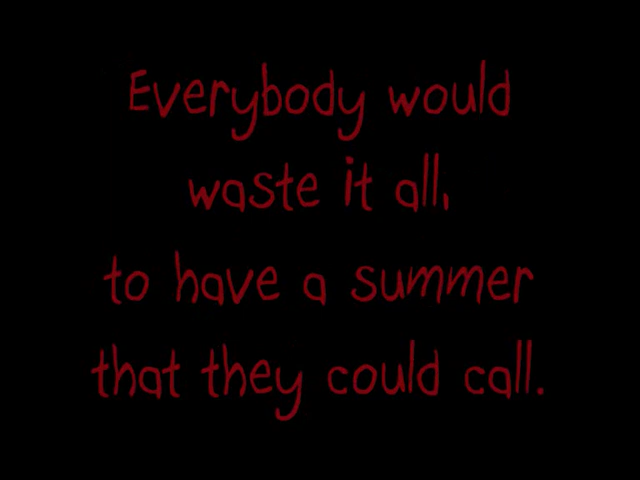 Everybody would
waste it all,
to have a summer
that they could call.